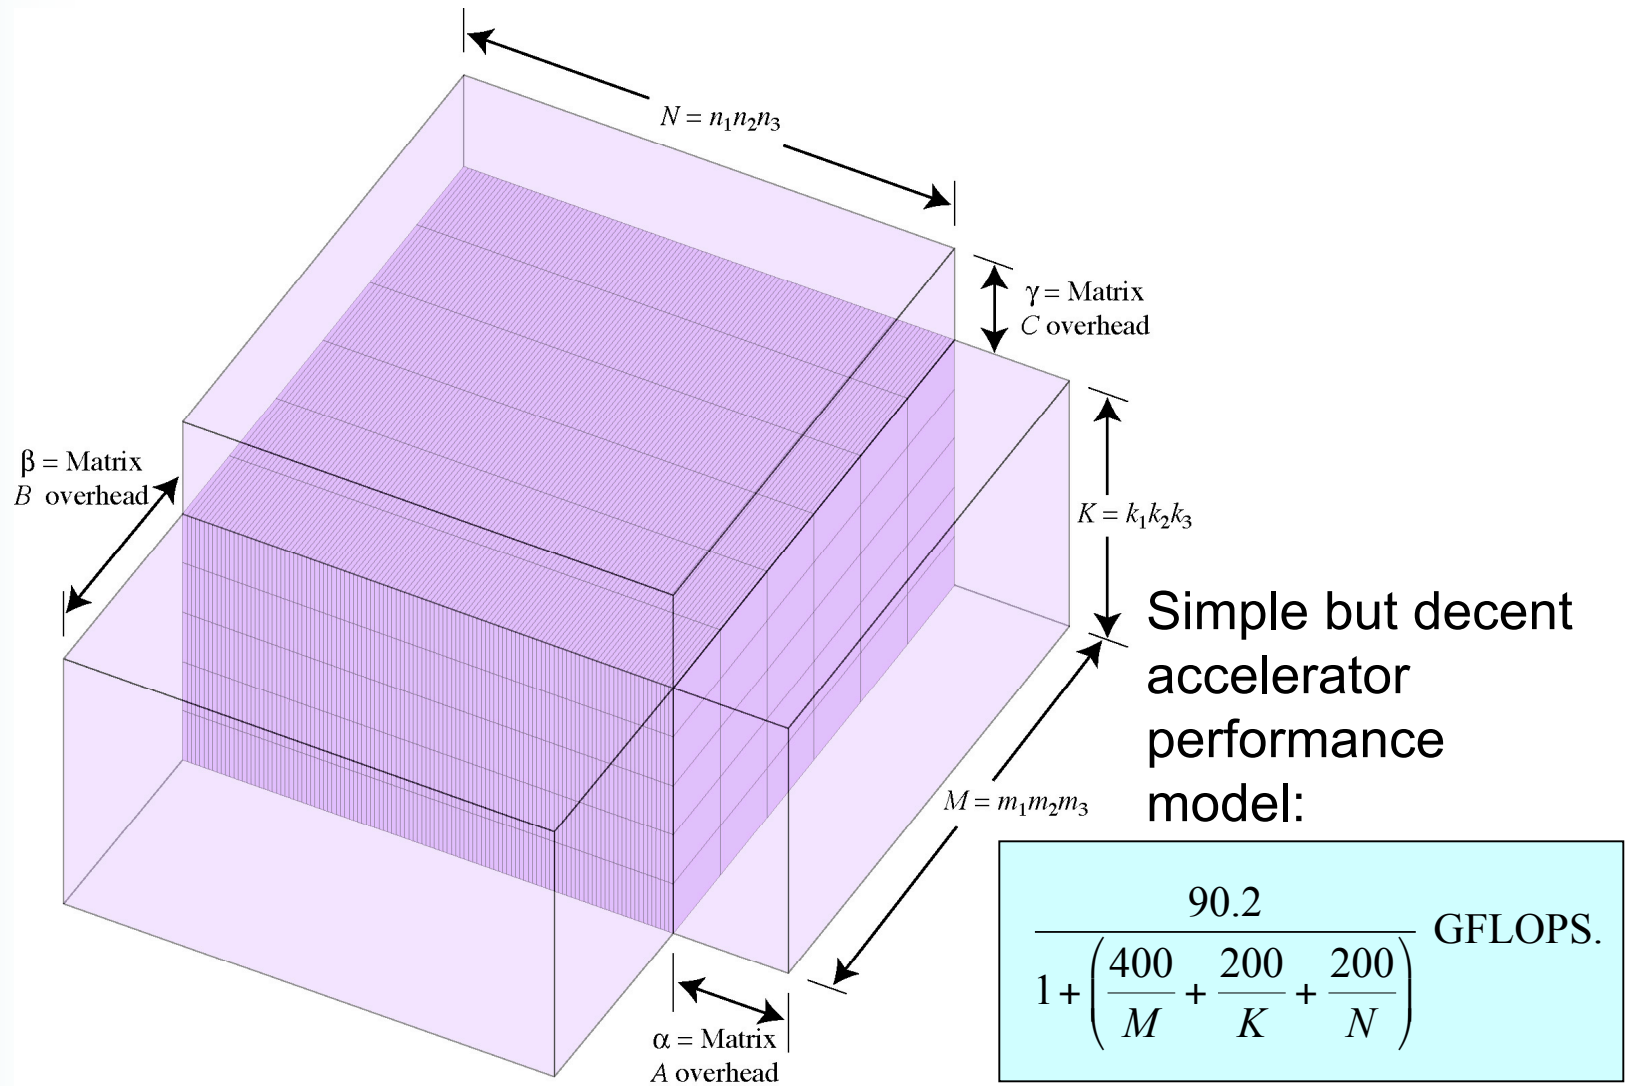 N = n₁n₂n₃
γ = Matrix
C overhead
β = Matrix
B overhead
K = k₁k₂k₃
Simple but decent
accelerator
performance
model:
M = m₁m₂m₃
90.2
1 + (400/M + 200/K + 200/N) GFLOPS.
α = Matrix
A overhead